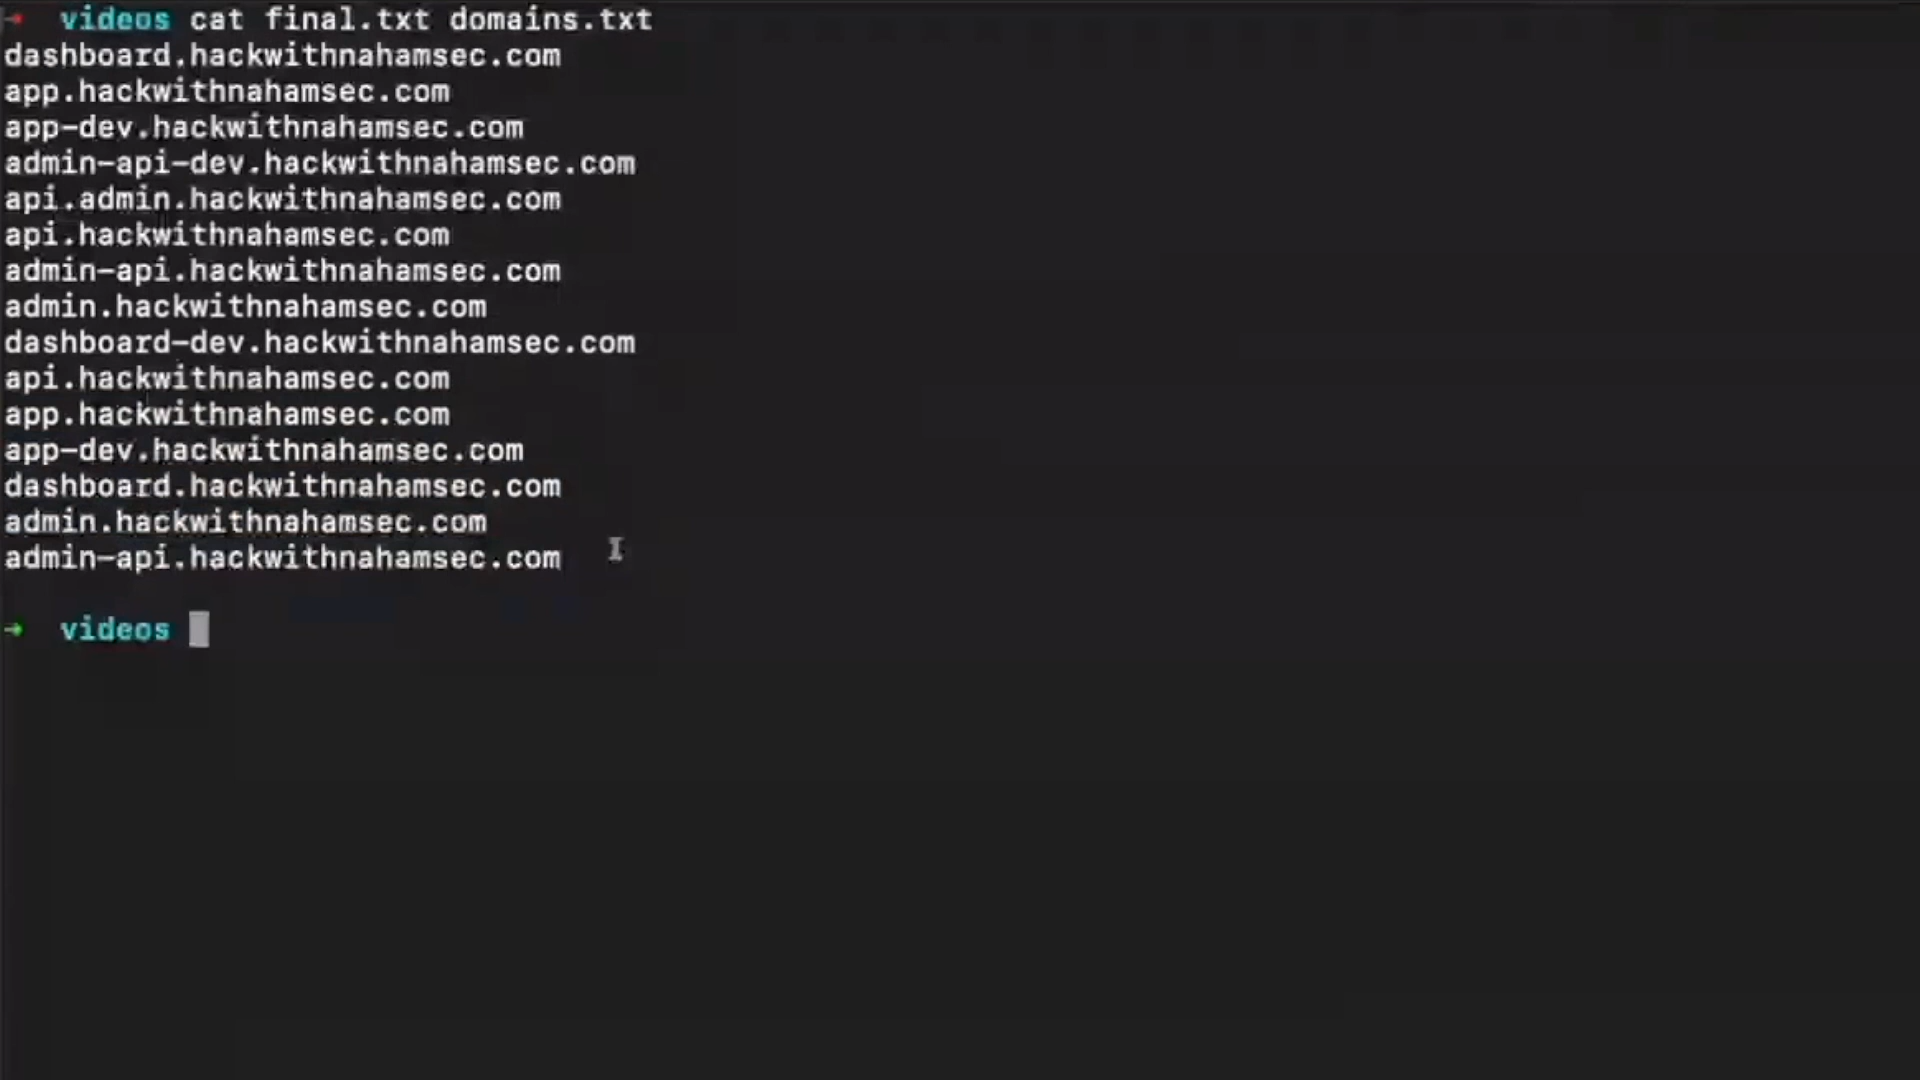 → videos cat final.txt domains.txt
dashboard.hackwithnahamsec.com
app.hackwithnahamsec.com
app-dev.hackwithnahamsec.com
admin-api-dev.hackwithnahamsec.com
api.admin.hackwithnahamsec.com
api.hackwithnahamsec.com
admin-api.hackwithnahamsec.com
admin.hackwithnahamsec.com
dashboard-dev.hackwithnahamsec.com
api.hackwithnahamsec.com
app.hackwithnahamsec.com
app-dev.hackwithnahamsec.com
dashboard.hackwithnahamsec.com
admin.hackwithnahamsec.com
admin-api.hackwithnahamsec.com
→ videos